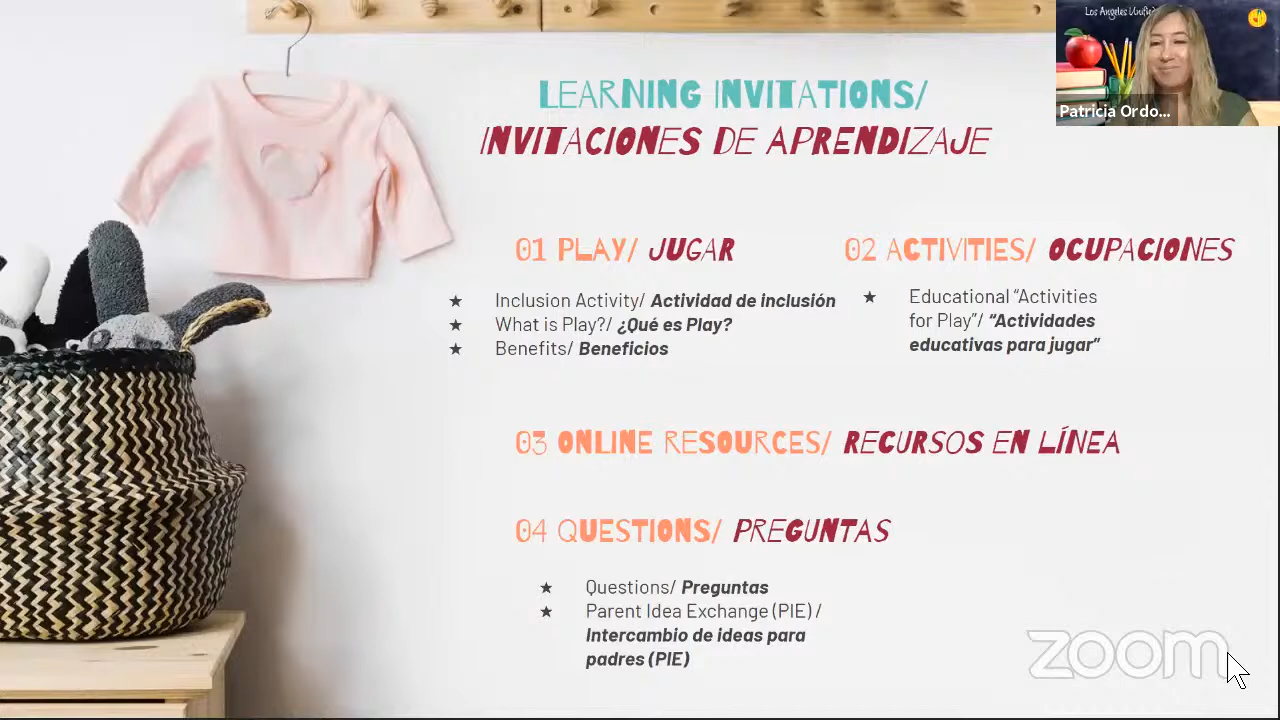 LEARNING INVITATIONS/
INVITACIONES DE APRENDIZAJE
01 PLAY/ JUGAR
★ Inclusion Activity/ Actividad de inclusión
★ What is Play?/ ¿Qué es Play?
★ Benefits/ Beneficios
02 ACTIVITIES/ OCUPACIONES
★ Educational “Activities
for Play”/ “Actividades
educativas para jugar”
03 ONLINE RESOURCES/ RECURSOS EN LÍNEA
04 QUESTIONS/ PREGUNTAS
★ Questions/ Preguntas
★ Parent Idea Exchange (PIE) /
Intercambio de ideas para
padres (PIE)
Los Angeles Unified
Patricia Ordo...
zoom